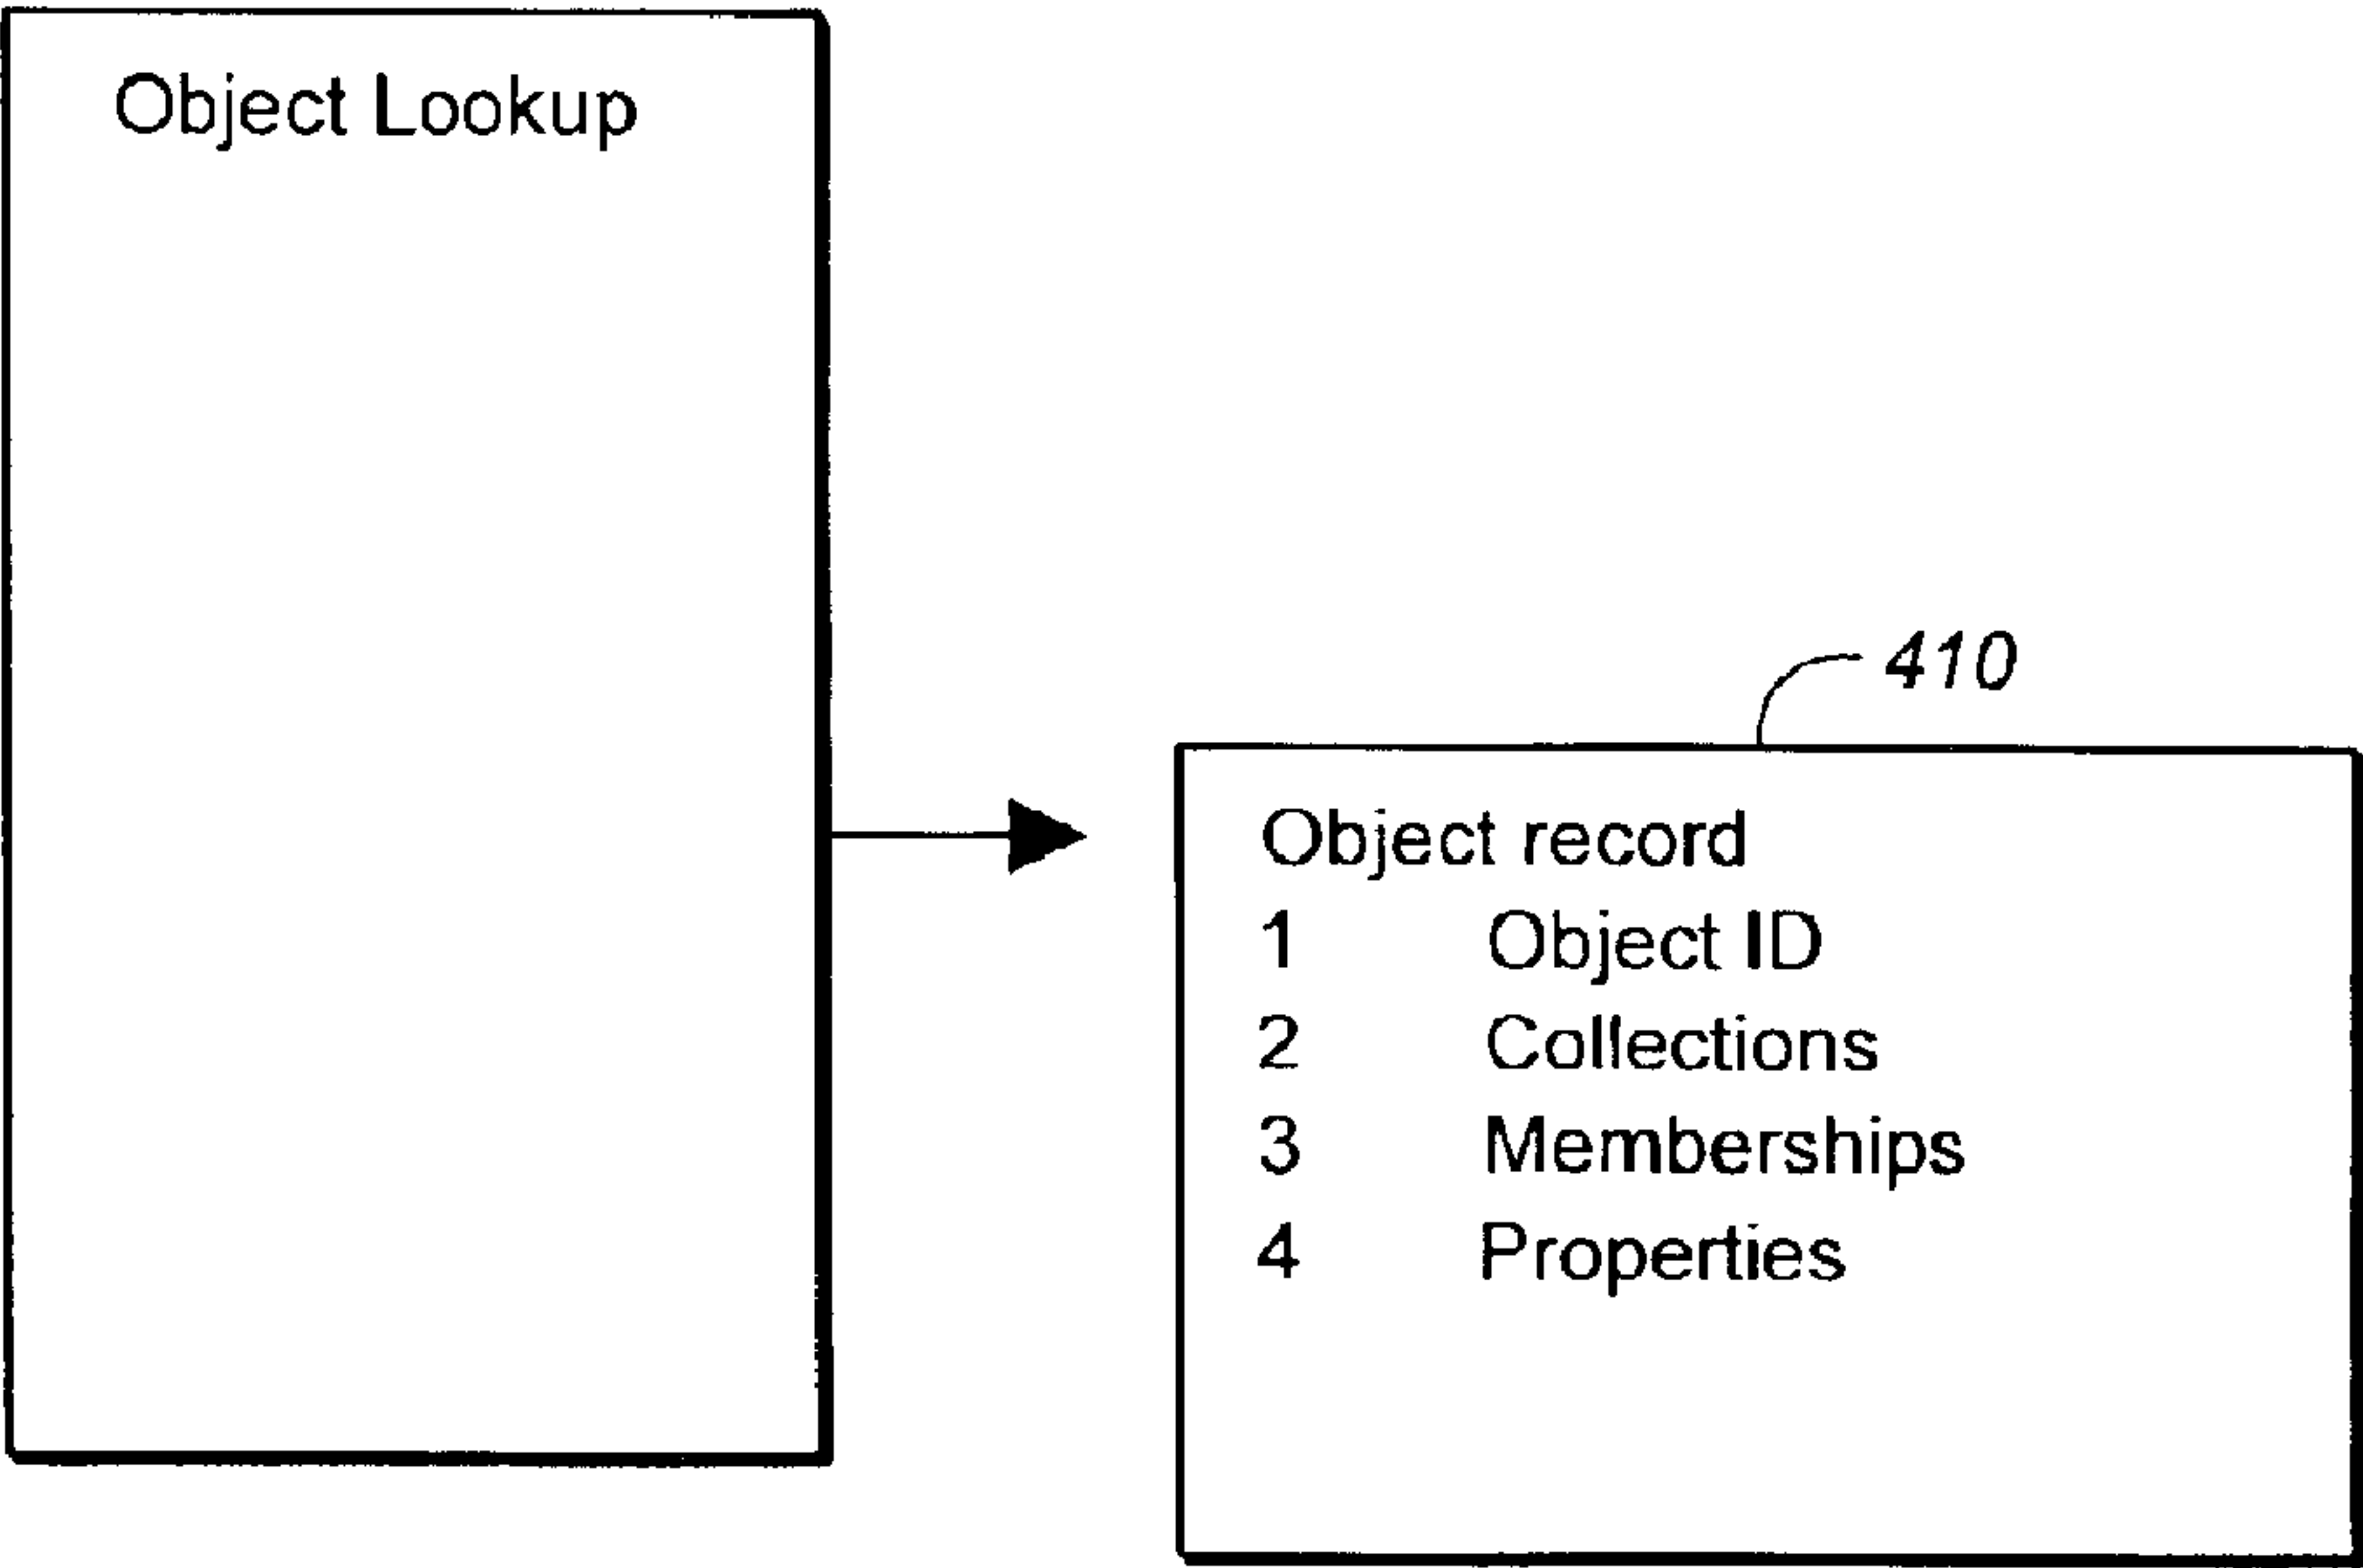 Object Lookup
410
Object record
1 Object ID
2 Collections
3 Memberships
4 Properties